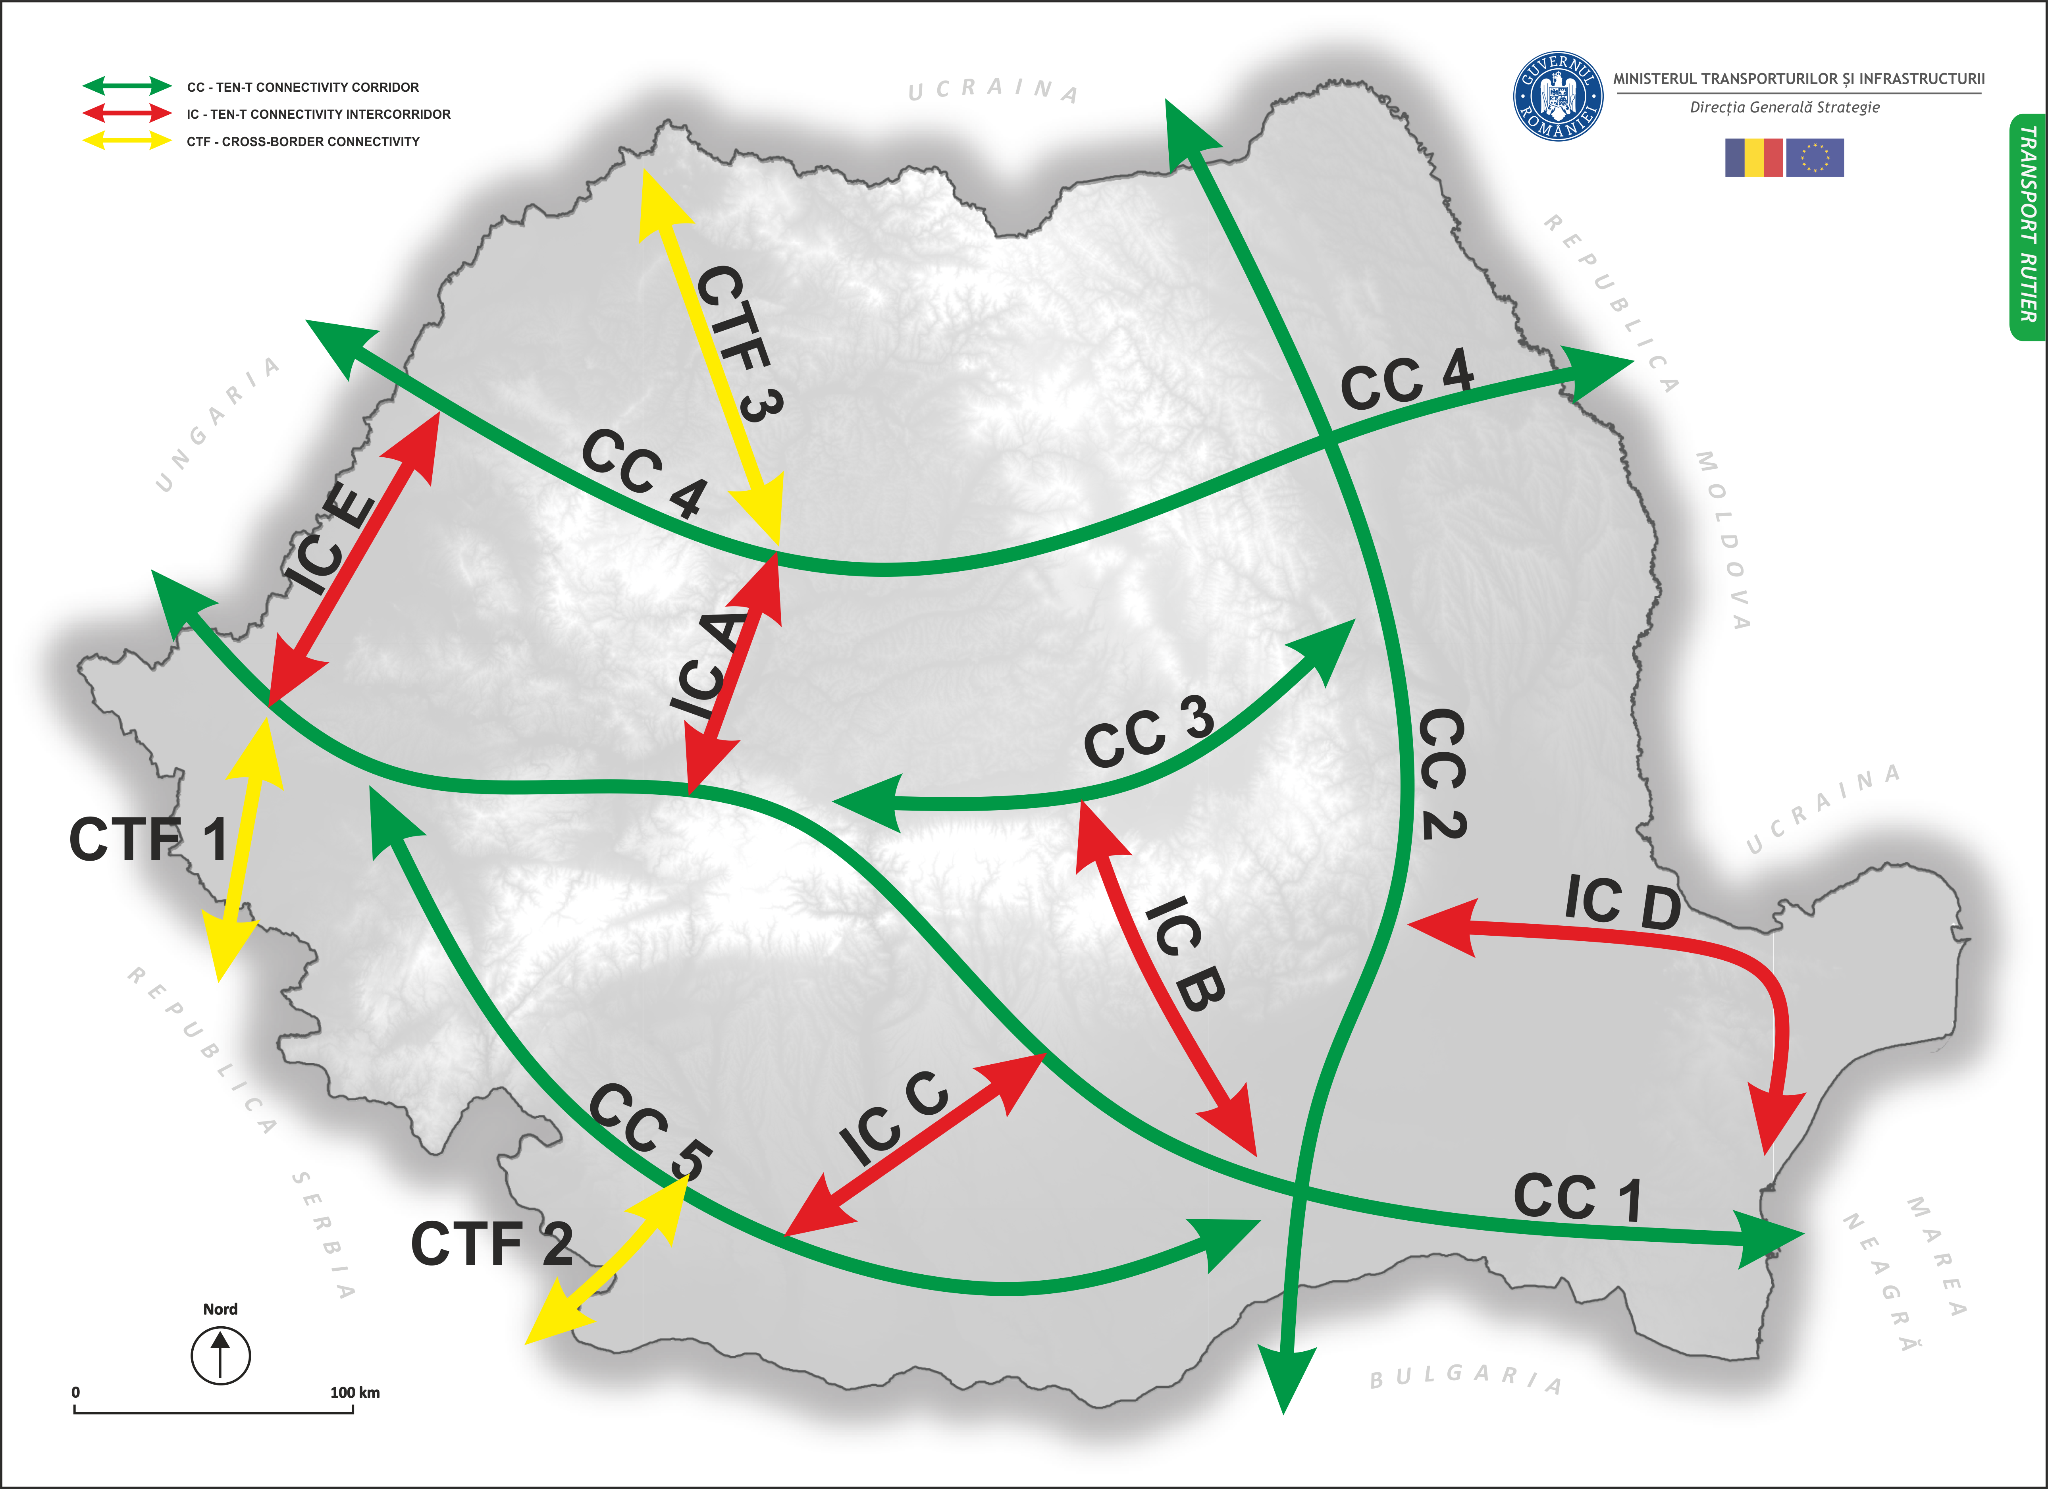 CC - TEN-T CONNECTIVITY CORRIDOR
IC - TEN-T CONNECTIVITY INTERCORRIDOR
CTF - CROSS-BORDER CONNECTIVITY
UCRAINA
GUVERNUL ROMÂNIEI
MINISTERUL TRANSPORTURILOR ȘI INFRASTRUCTURII
Direcția Generală Strategie
TRANSPORT RUTIER
REPUBLICA MOLDOVA
UNGARIA
CTF 3
CC 4
CC 4
IC E
IC A
CC 3
CC 2
CTF 1
UCRAINA
IC D
IC B
REPUBLICA SERBIA
CC 5
IC C
CC 1
CTF 2
MAREA
NEAGRĂ
BULGARIA
Nord
0 100 km